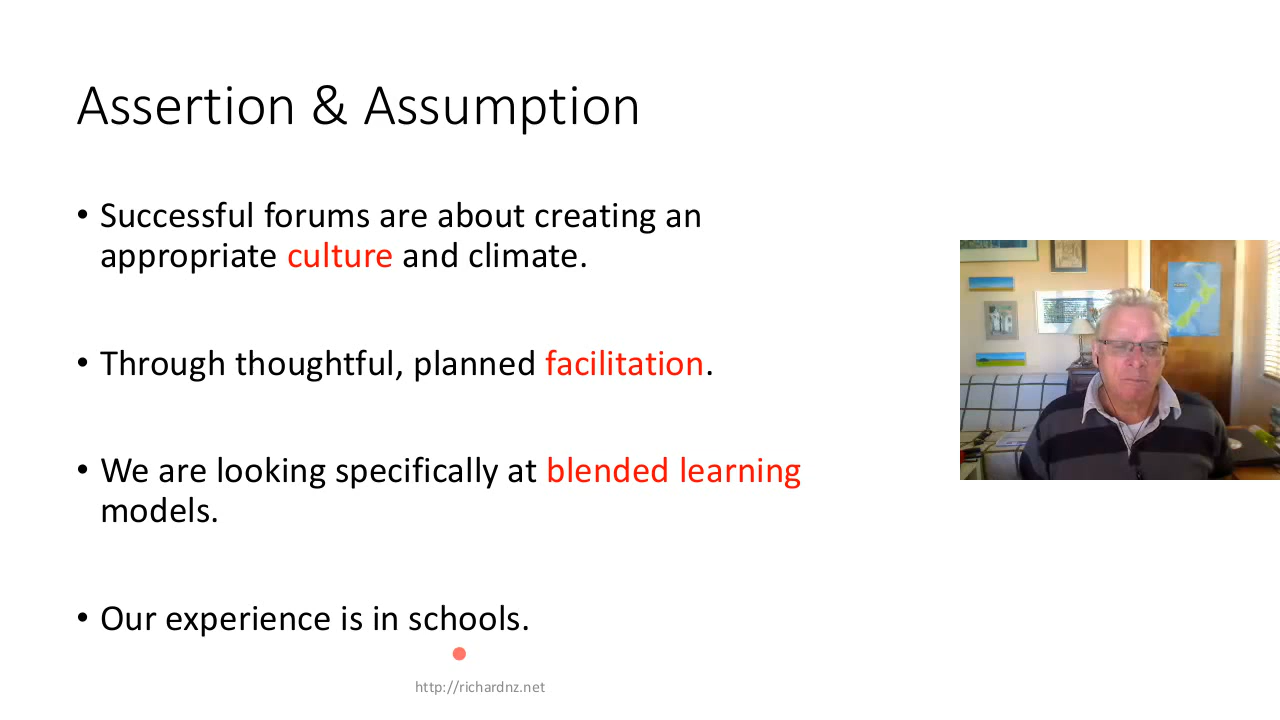 Assertion & Assumption
• Successful forums are about creating an
appropriate culture and climate.
• Through thoughtful, planned facilitation.
• We are looking specifically at blended learning
models.
• Our experience is in schools.
http://richardnz.net